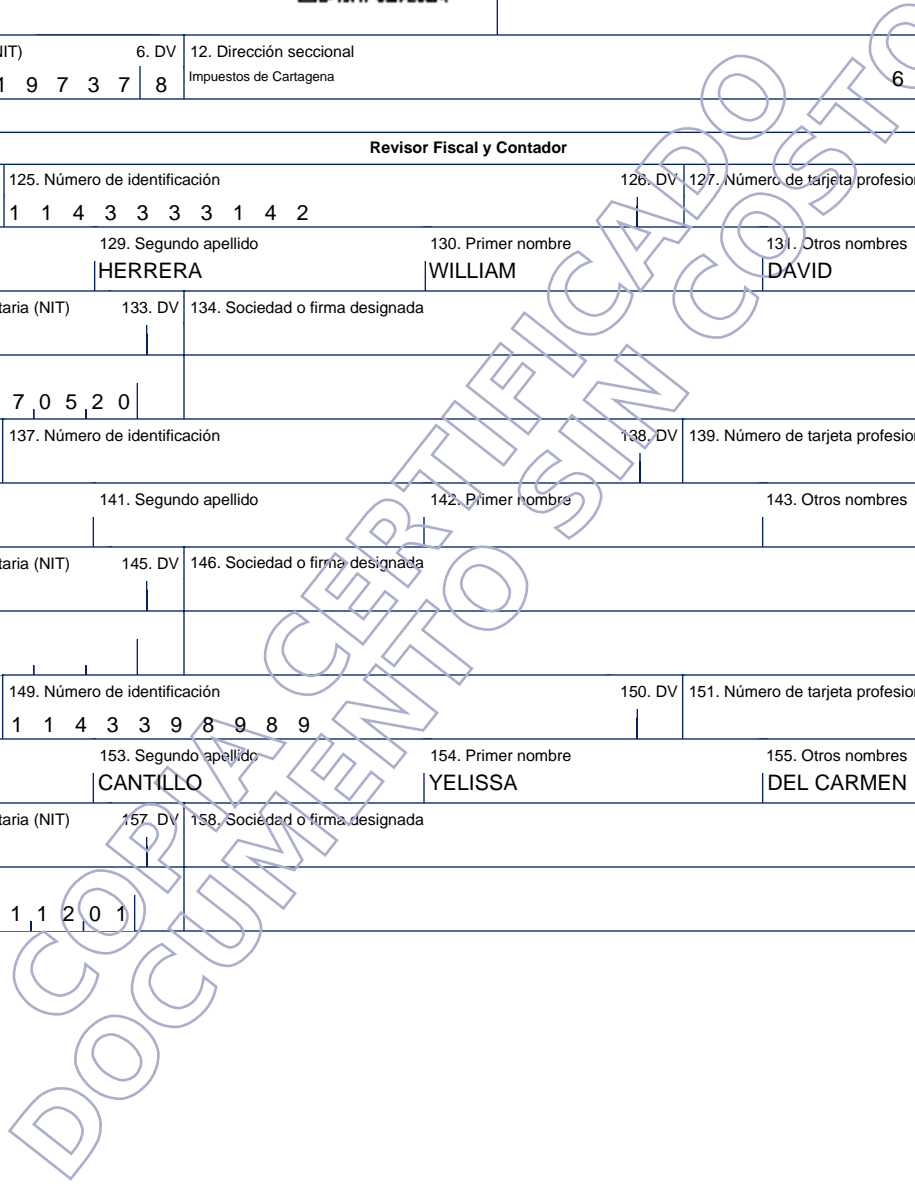 IT) 6. DV 12. Dirección seccional
1 9 7 3 7 8 Impuestos de Cartagena 6
Revisor Fiscal y Contador
125. Número de identificación 126. DV 127. Número de tarjeta profesion
1 1 4 3 3 3 3 1 4 2
129. Segundo apellido 130. Primer nombre 131. Otros nombres
HERRERA WILLIAM DAVID
taria (NIT) 133. DV 134. Sociedad o firma designada
7 0 5 2 0
137. Número de identificación 138. DV 139. Número de tarjeta profesion
141. Segundo apellido 142. Primer nombre 143. Otros nombres
taria (NIT) 145. DV 146. Sociedad o firma designada
149. Número de identificación 150. DV 151. Número de tarjeta profesion
1 1 4 3 3 9 8 9 8 9
153. Segundo apellido 154. Primer nombre 155. Otros nombres
CANTILLO YELISSA DEL CARMEN
taria (NIT) 157. DV 158. Sociedad o firma designada
1 1 2 0 1
COPIA CERTIFICADO
DOCUMENTO SIN COSTO